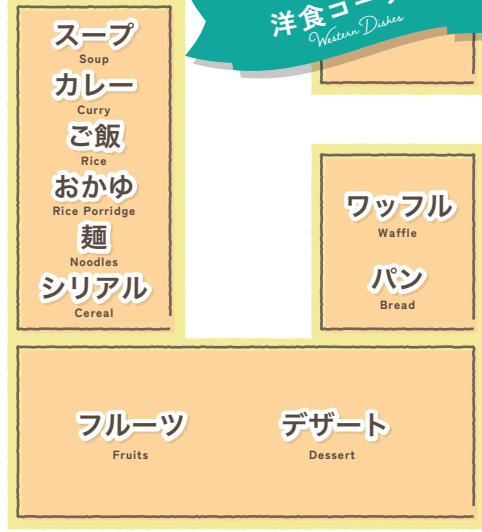 洋食コーナー
Western Dishes
スープ
Soup
カレー
Curry
ご飯
Rice
おかゆ
Rice Porridge
麺
Noodles
シリアル
Cereal
ワッフル
Waffle
パン
Bread
フルーツ
Fruits
デザート
Dessert